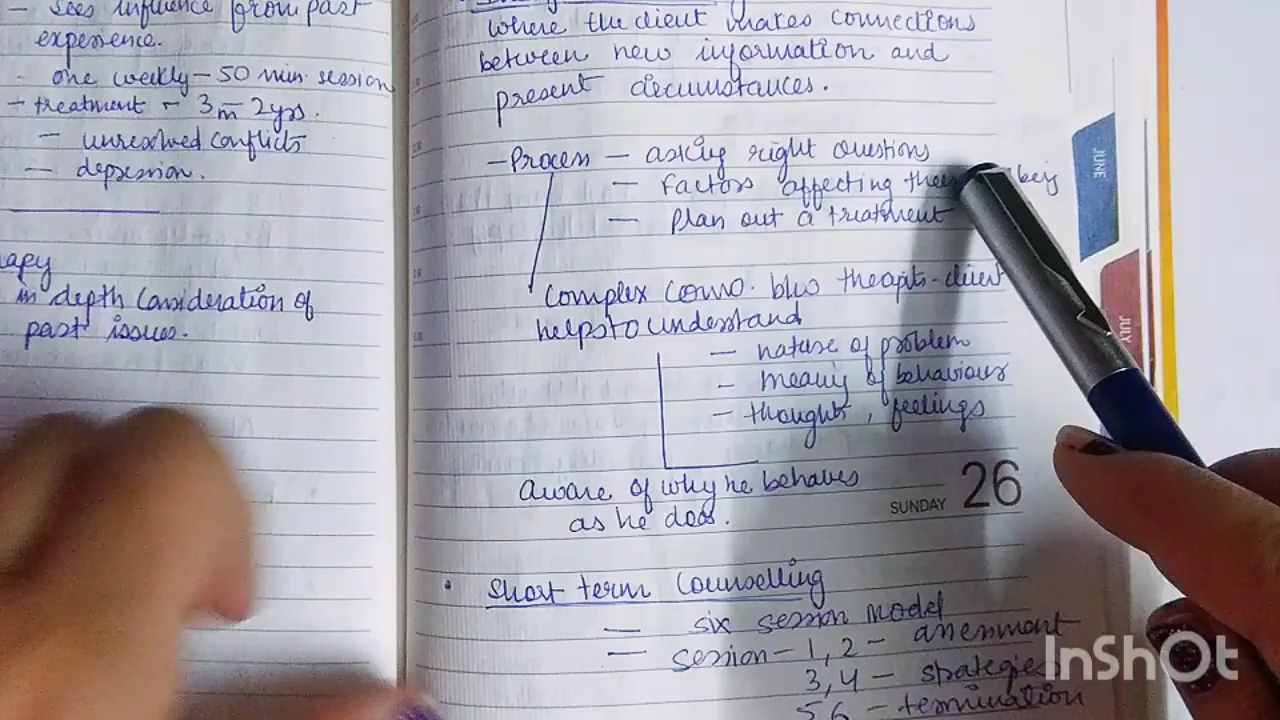 - sees influence from past
experience.
one weekly - 50 min session
- treatment - 3m - 2yrs.
- unresolved conflicts
- depression.
apy
in depth consideration of
past issues.
where the client makes connections
between new information and
present circumstances.
- Process - asking right questions
- factors affecting their being
- plan out a treatment
complex comm. b/w therapits-client
helps to understand
- nature of problem
- meaning of behaviours
- thoughts, feelings
aware of why he behaves
as he does.
SUNDAY 26
• Short term Counselling
- six session model
- session - 1,2 - assessment
3,4 - strategies
5 6 - termination
JUNE
JULY
InShOt